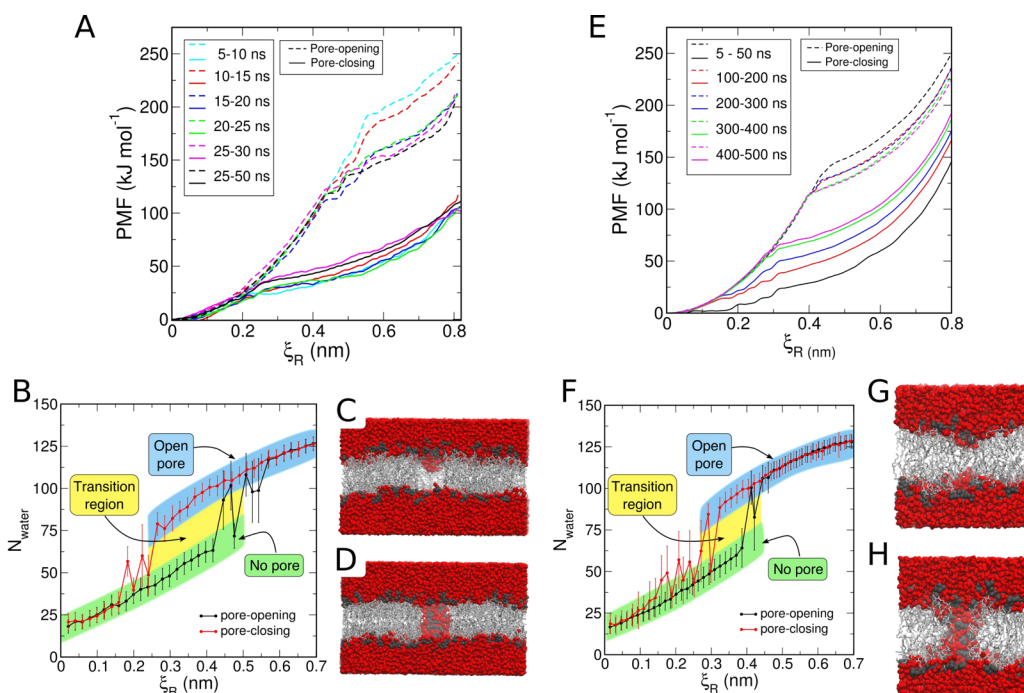 A
250
200
150
100
50
0
PMF (kJ mol⁻¹)
5-10 ns
10-15 ns
15-20 ns
20-25 ns
25-30 ns
25-50 ns
Pore-opening
Pore-closing
0
0.2
0.4
0.6
0.8
ξR (nm)
E
250
200
150
100
50
0
PMF (kJ mol⁻¹)
5 - 50 ns
100-200 ns
200-300 ns
300-400 ns
400-500 ns
Pore-opening
Pore-closing
0
0.2
0.4
0.6
0.8
ξR (nm)
B
150
125
100
75
50
25
0
Nwater
Open
pore
Transition
region
No pore
pore-opening
pore-closing
0
0.1
0.2
0.3
0.4
0.5
0.6
0.7
ξR (nm)
C
D
F
150
125
100
75
50
25
0
Nwater
Open
pore
Transition
region
No pore
pore-opening
pore-closing
0
0.1
0.2
0.3
0.4
0.5
0.6
0.7
ξR (nm)
G
H